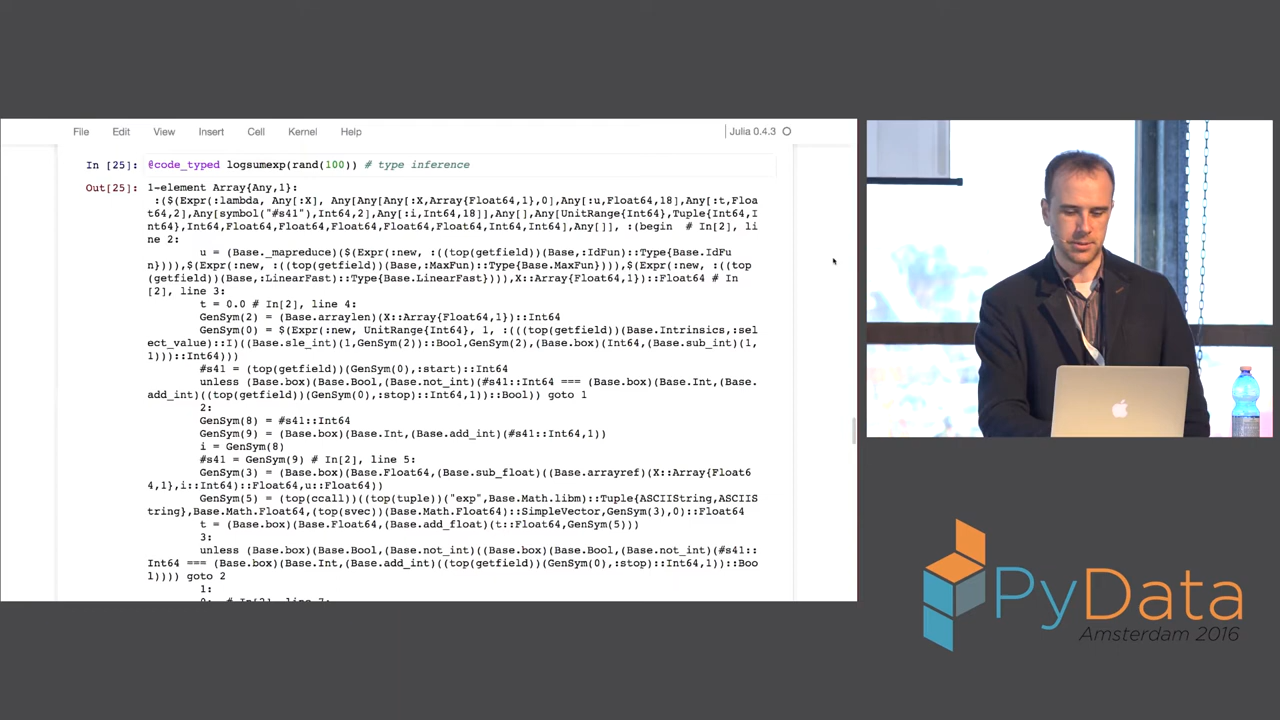 File Edit View Insert Cell Kernel Help Julia 0.4.3
In [25]: @code_typed logsumexp(rand(100)) # type inference
Out[25]: 1-element Array{Any,1}:
:($(Expr(:lambda, Any[:X], Any[Any[Any[:X,Array{Float64,1},0],Any[:u,Float64,18],Any[:t,Floa
t64,2],Any[symbol("#s41"),Int64,2],Any[:i,Int64,18]],Any[],Any[UnitRange{Int64},Tuple{Int64,In
t64},Int64,Float64,Float64,Float64,Float64,Int64,Int64],Any[]], :(begin # In[2], li
ne 2:
u = (Base._mapreduce)($(Expr(:new, :((top(getfield))(Base,:IdFun)::Type{Base.IdFu
n}))),$(Expr(:new, :((top(getfield))(Base,:MaxFun)::Type{Base.MaxFun}))),$(Expr(:new, :((top
(getfield))(Base,:LinearFast)::Type{Base.LinearFast}))),X::Array{Float64,1})::Float64 # In
[2], line 3:
t = 0.0 # In[2], line 4:
GenSym(2) = (Base.arraylen)(X::Array{Float64,1})::Int64
GenSym(0) = $(Expr(:new, UnitRange{Int64}, 1, :(((top(getfield))(Base.Intrinsics,:sel
ect_value)::I)((Base.sle_int)(1,GenSym(2))::Bool,GenSym(2),(Base.box)(Int64,(Base.sub_int)(1,
1)))::Int64)))
#s41 = (top(getfield))(GenSym(0),:start)::Int64
unless (Base.box)(Base.Bool,(Base.not_int)(#s41::Int64 === (Base.box)(Base.Int,(Base.
add_int)((top(getfield))(GenSym(0),:stop)::Int64,1))::Bool)) goto 1
2:
GenSym(8) = #s41::Int64
GenSym(9) = (Base.box)(Base.Int,(Base.add_int)(#s41::Int64,1))
i = GenSym(8)
#s41 = GenSym(9) # In[2], line 5:
GenSym(3) = (Base.box)(Base.Float64,(Base.sub_float)((Base.arrayref)(X::Array{Float6
4,1},i::Int64)::Float64,u::Float64))
GenSym(5) = (top(ccall))((top(tuple))("exp",Base.Math.libm)::Tuple{ASCIIString,ASCIIS
tring},Base.Math.Float64,(top(svec))(Base.Math.Float64)::SimpleVector,GenSym(3),0)::Float64
t = (Base.box)(Base.Float64,(Base.add_float)(t::Float64,GenSym(5)))
3:
unless (Base.box)(Base.Bool,(Base.not_int)((Base.box)(Base.Bool,(Base.not_int)(#s41::
Int64 === (Base.box)(Base.Int,(Base.add_int)((top(getfield))(GenSym(0),:stop)::Int64,1))::Boo
l)))) goto 2
1:
PyData
Amsterdam 2016